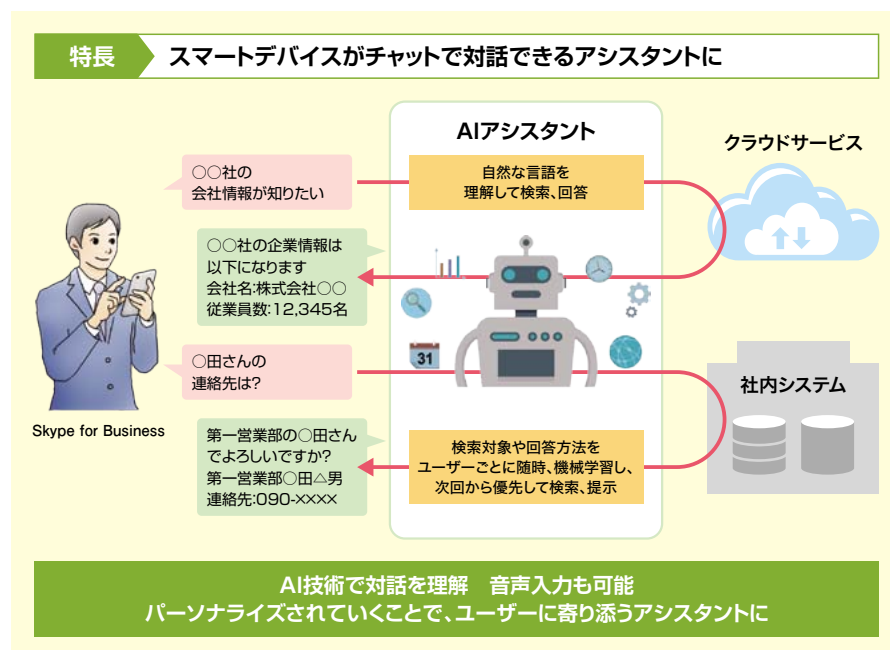 特長
スマートデバイスがチャットで対話できるアシスタントに
AIアシスタント
クラウドサービス
○○社の
会社情報が知りたい
自然な言語を
理解して検索、回答
○○社の企業情報は
以下になります
会社名:株式会社○○
従業員数:12,345名
31
○田さんの
連絡先は?
社内システム
Skype for Business
第一営業部の○田さん
でよろしいですか?
第一営業部○田△男
連絡先:090-××××
検索対象や回答方法を
ユーザーごとに随時、機械学習し、
次回から優先して検索、提示
AI技術で対話を理解　音声入力も可能
パーソナライズされていくことで、ユーザーに寄り添うアシスタントに